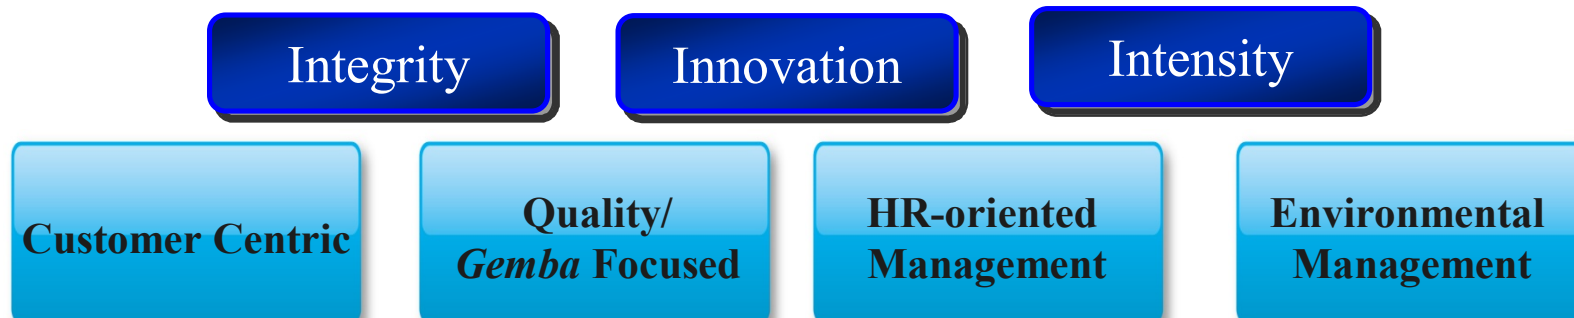 Integrity
Innovation
Intensity
Customer Centric
Quality/
Gemba Focused
HR-oriented
Management
Environmental
Management